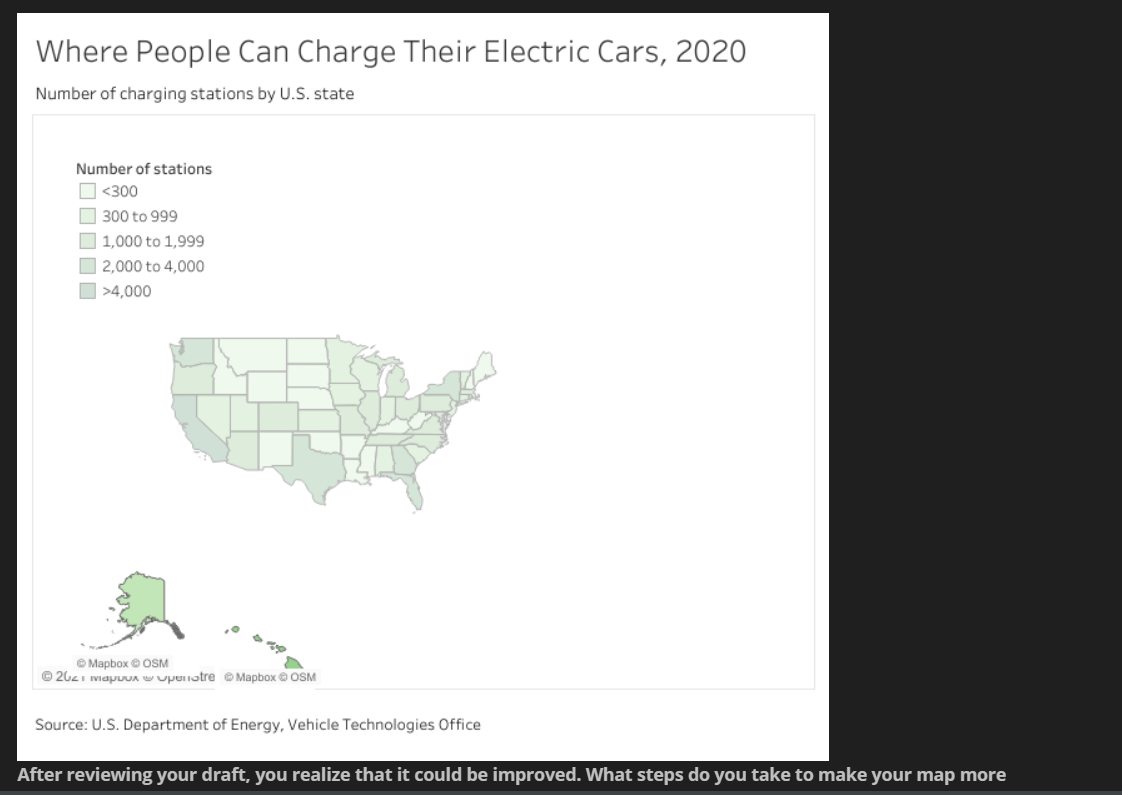 Where People Can Charge Their Electric Cars, 2020
Number of charging stations by U.S. state
Number of stations
<300
300 to 999
1,000 to 1,999
2,000 to 4,000
>4,000
© Mapbox © OSM
© Mapbox © OSM
Source: U.S. Department of Energy, Vehicle Technologies Office
After reviewing your draft, you realize that it could be improved. What steps do you take to make your map more